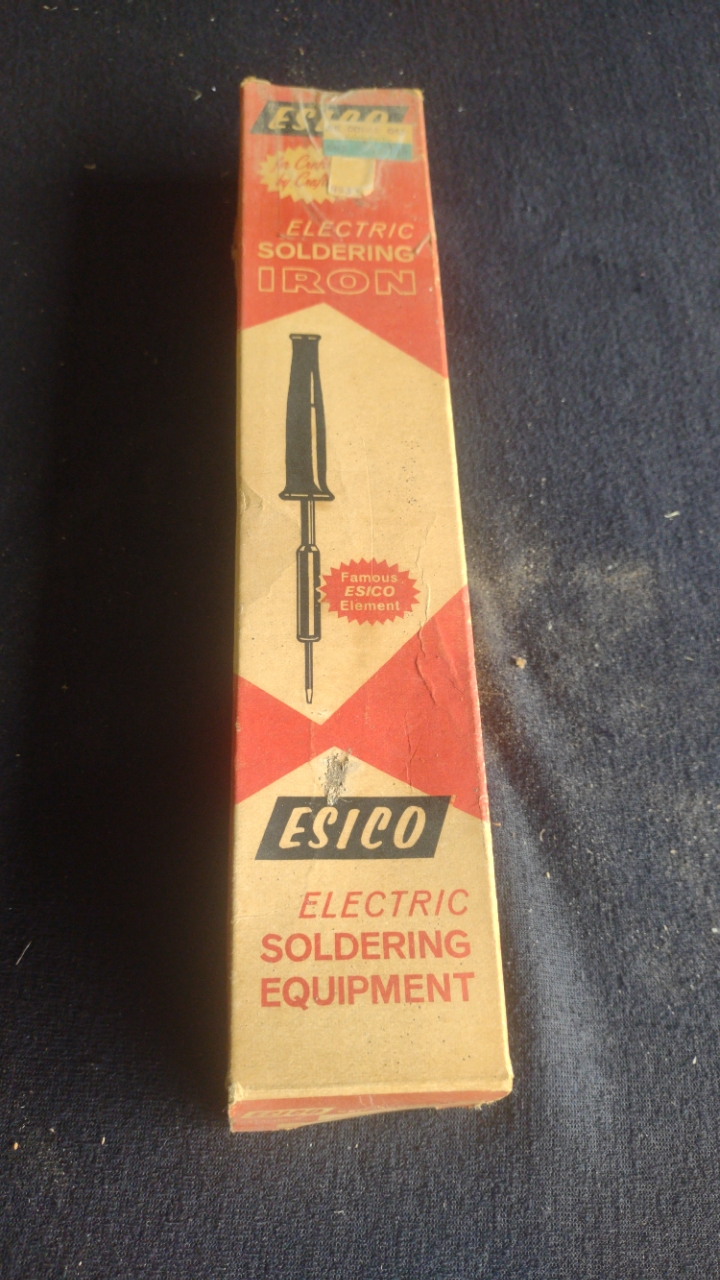 ESICO
ELECTRIC
SOLDERING
IRON
Famous
ESICO
Element
ESICO
ELECTRIC
SOLDERING
EQUIPMENT